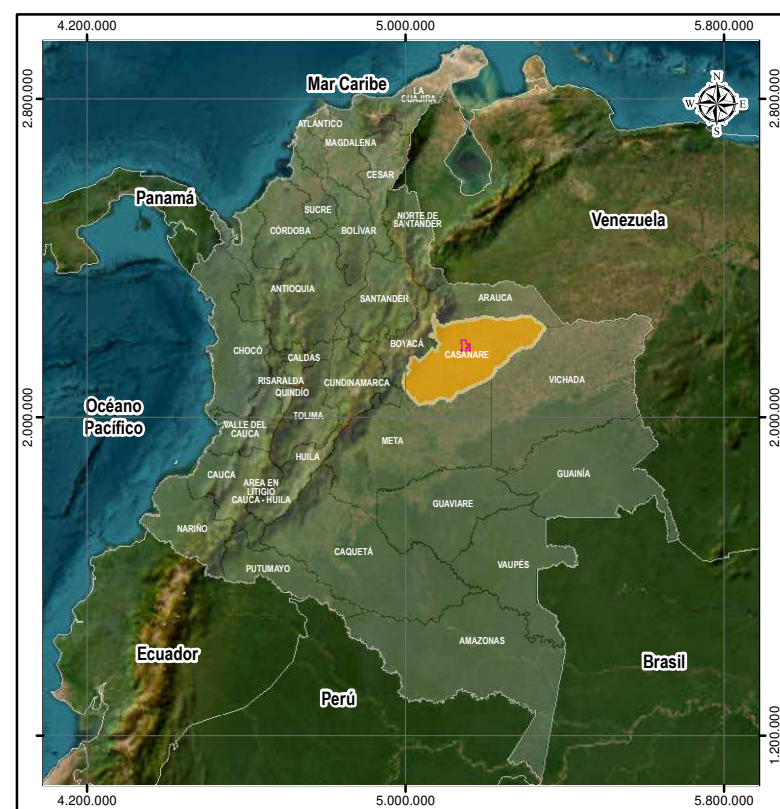 4.200.000
5.000.000
5.800.000
2.800.000
2.800.000
N
W
E
S
Mar Caribe
LA
GUAJIRA
ATLÁNTICO
MAGDALENA
CESAR
Panamá
SUCRE
NORTE DE
SANTANDER
Venezuela
CÓRDOBA
BOLÍVAR
ANTIOQUIA
SANTANDER
ARAUCA
CHOCÓ
BOYACÁ
CASANARE
CALDAS
RISARALDA
CUNDINAMARCA
VICHADA
QUINDÍO
Océano
Pacífico
TOLIMA
2.000.000
2.000.000
VALLE DEL
CAUCA
META
HUILA
CAUCA
AREA EN
LITIGIO
CAUCA - HUILA
GUAINÍA
GUAVIARE
NARIÑO
CAQUETÁ
PUTUMAYO
VAUPÉS
AMAZONAS
Ecuador
Brasil
Perú
1.200.000
1.200.000
4.200.000
5.000.000
5.800.000